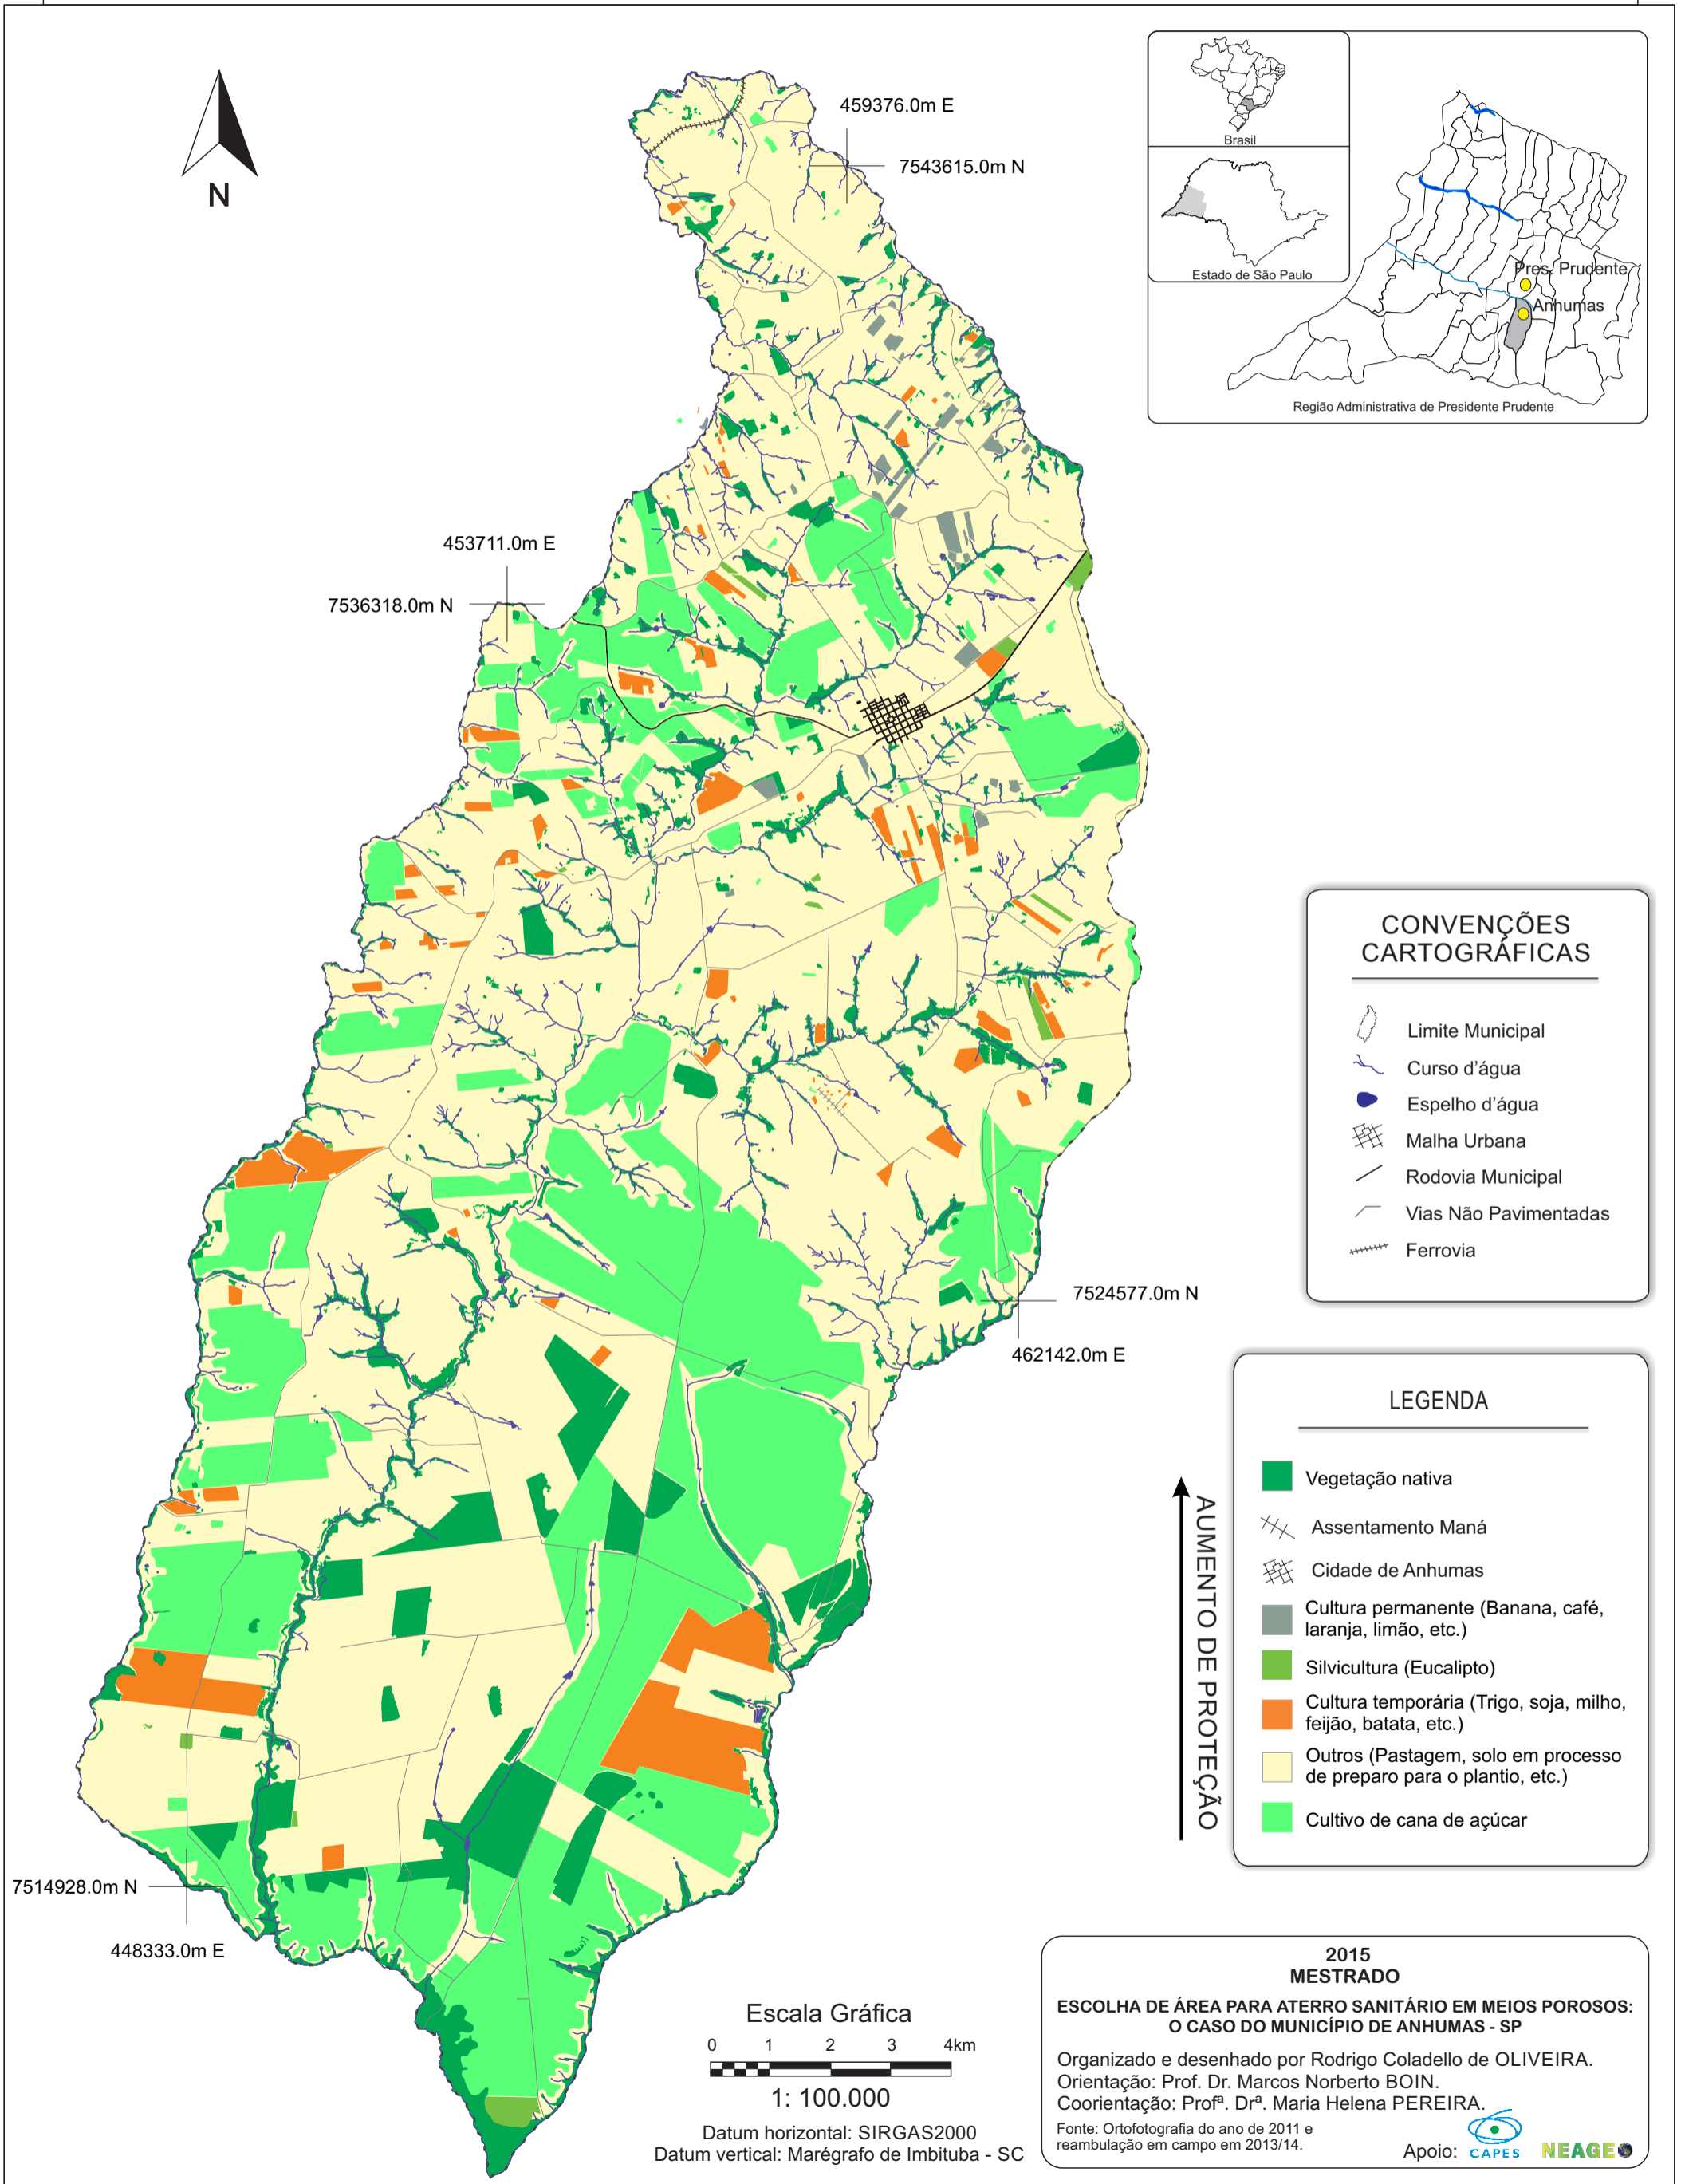 N
459376.0m E
7543615.0m N
453711.0m E
7536318.0m N
7524577.0m N
462142.0m E
7514928.0m N
448333.0m E
Brasil
Estado de São Paulo
Pres. Prudente
Anhumas
Região Administrativa de Presidente Prudente
CONVENÇÕES
CARTOGRÁFICAS
Limite Municipal
Curso d'água
Espelho d'água
Malha Urbana
Rodovia Municipal
Vias Não Pavimentadas
Ferrovia
LEGENDA
Vegetação nativa
Assentamento Maná
Cidade de Anhumas
Cultura permanente (Banana, café,
laranja, limão, etc.)
Silvicultura (Eucalipto)
Cultura temporária (Trigo, soja, milho,
feijão, batata, etc.)
Outros (Pastagem, solo em processo
de preparo para o plantio, etc.)
Cultivo de cana de açúcar
AUMENTO DE PROTEÇÃO
Escala Gráfica
0 1 2 3 4km
1: 100.000
Datum horizontal: SIRGAS2000
Datum vertical: Marégrafo de Imbituba - SC
2015
MESTRADO
ESCOLHA DE ÁREA PARA ATERRO SANITÁRIO EM MEIOS POROSOS:
O CASO DO MUNICÍPIO DE ANHUMAS - SP
Organizado e desenhado por Rodrigo Coladello de OLIVEIRA.
Orientação: Prof. Dr. Marcos Norberto BOIN.
Coorientação: Profª. Drª. Maria Helena PEREIRA.
Fonte: Ortofotografia do ano de 2011 e
reambulação em campo em 2013/14.
Apoio:
CAPES
NEAGEO